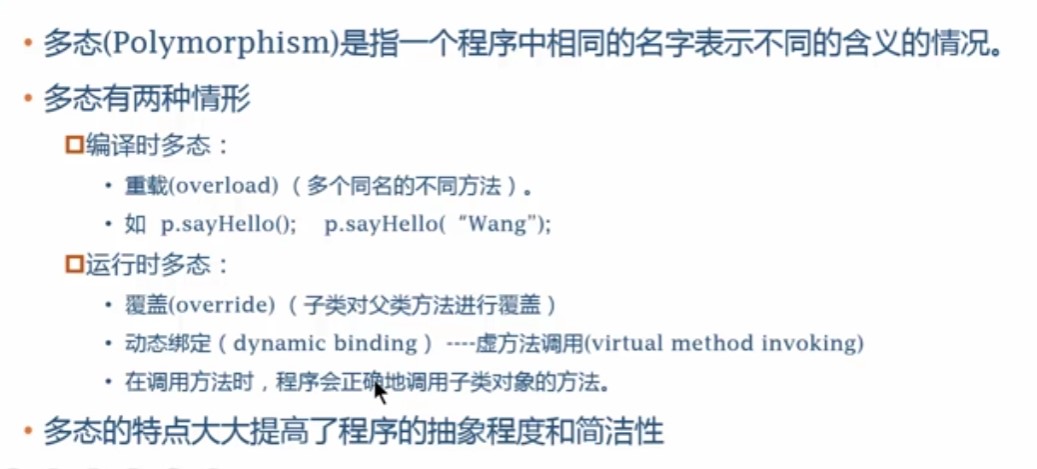 • 多态(Polymorphism)是指一个程序中相同的名字表示不同的含义的情况。
• 多态有两种情形
编译时多态：
• 重载(overload)（多个同名的不同方法）。
• 如 p.sayHello(); p.sayHello( “Wang”);
运行时多态：
• 覆盖(override)（子类对父类方法进行覆盖）
• 动态绑定（dynamic binding）----虚方法调用(virtual method invoking)
• 在调用方法时，程序会正确地调用子类对象的方法。
• 多态的特点大大提高了程序的抽象程度和简洁性